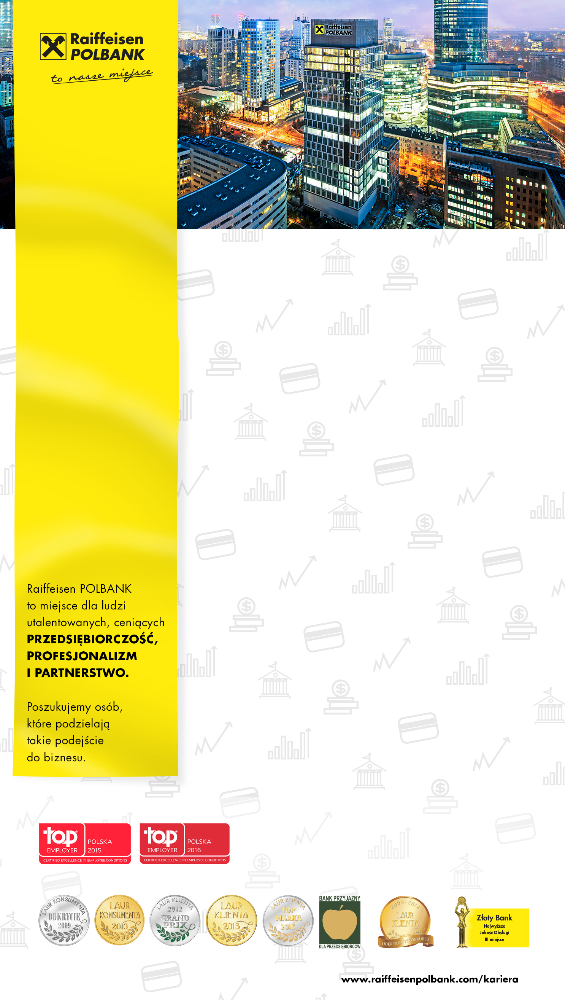 Raiffeisen
POLBANK
to nasze miejsce
Raiffeisen
POLBANK
BELLONA
Raiffeisen POLBANK
to miejsce dla ludzi
utalentowanych, ceniących
PRZEDSIĘBIORCZOŚĆ,
PROFESJONALIZM
I PARTNERSTWO.
Poszukujemy osób,
które podzielają
takie podejście
do biznesu.
top
EMPLOYER
POLSKA
2015
CERTIFIED EXCELLENCE IN EMPLOYEE CONDITIONS
top
EMPLOYER
POLSKA
2016
CERTIFIED EXCELLENCE IN EMPLOYEE CONDITIONS
LAUR KONSUMENTA
ODKRYCIE
2009
LAUR
KONSUMENTA
2010
LAUR KLIENTA
2012
GRAND
PRIX
LAUR
KLIENTA
2013
LAUR KLIENTA
TOP
MARKA
2015
BANK PRZYJAZNY
DLA PRZEDSIĘBIORCÓW
2004-2014
LAUR
KLIENTA
LIDER DEKADY KONKURSU
Złoty Bank
Najwyższa
Jakość Obsługi
III miejsce
www.raiffeisenpolbank.com/kariera